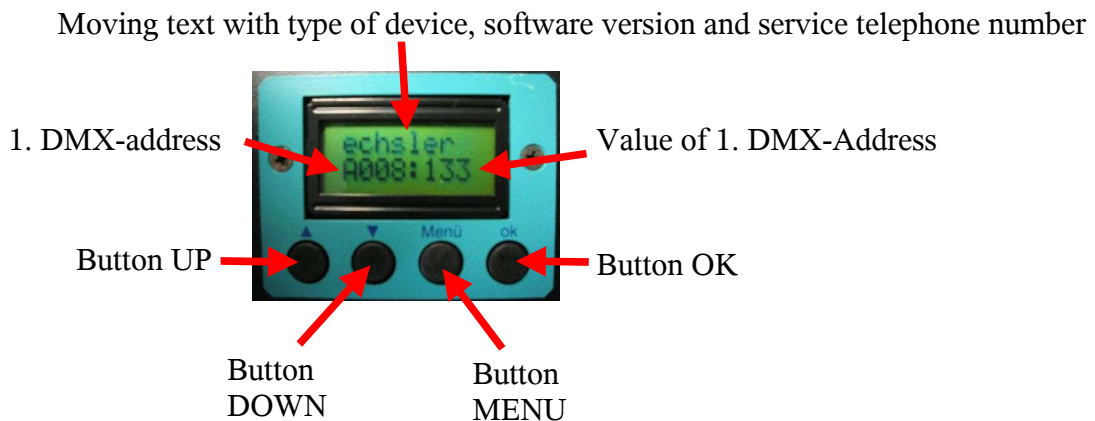 Moving text with type of device, software version and service telephone number
1. DMX-address
echsler
A008:133
Value of 1. DMX-Address
▲ ▼ Menü ok
Button UP
Button OK
Button
DOWN
Button
MENU